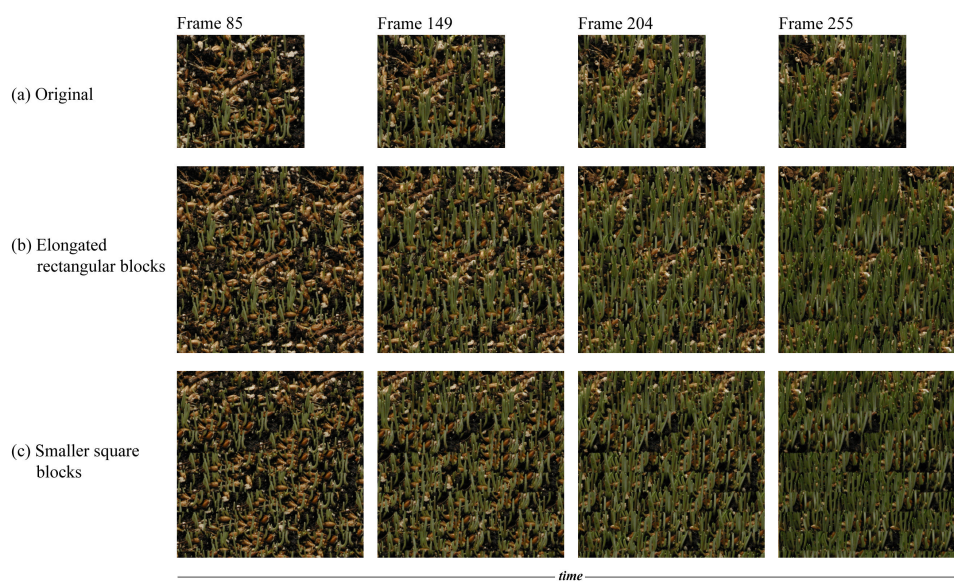 Frame 85
Frame 149
Frame 204
Frame 255
(a) Original
(b) Elongated
rectangular blocks
(c) Smaller square
blocks
time